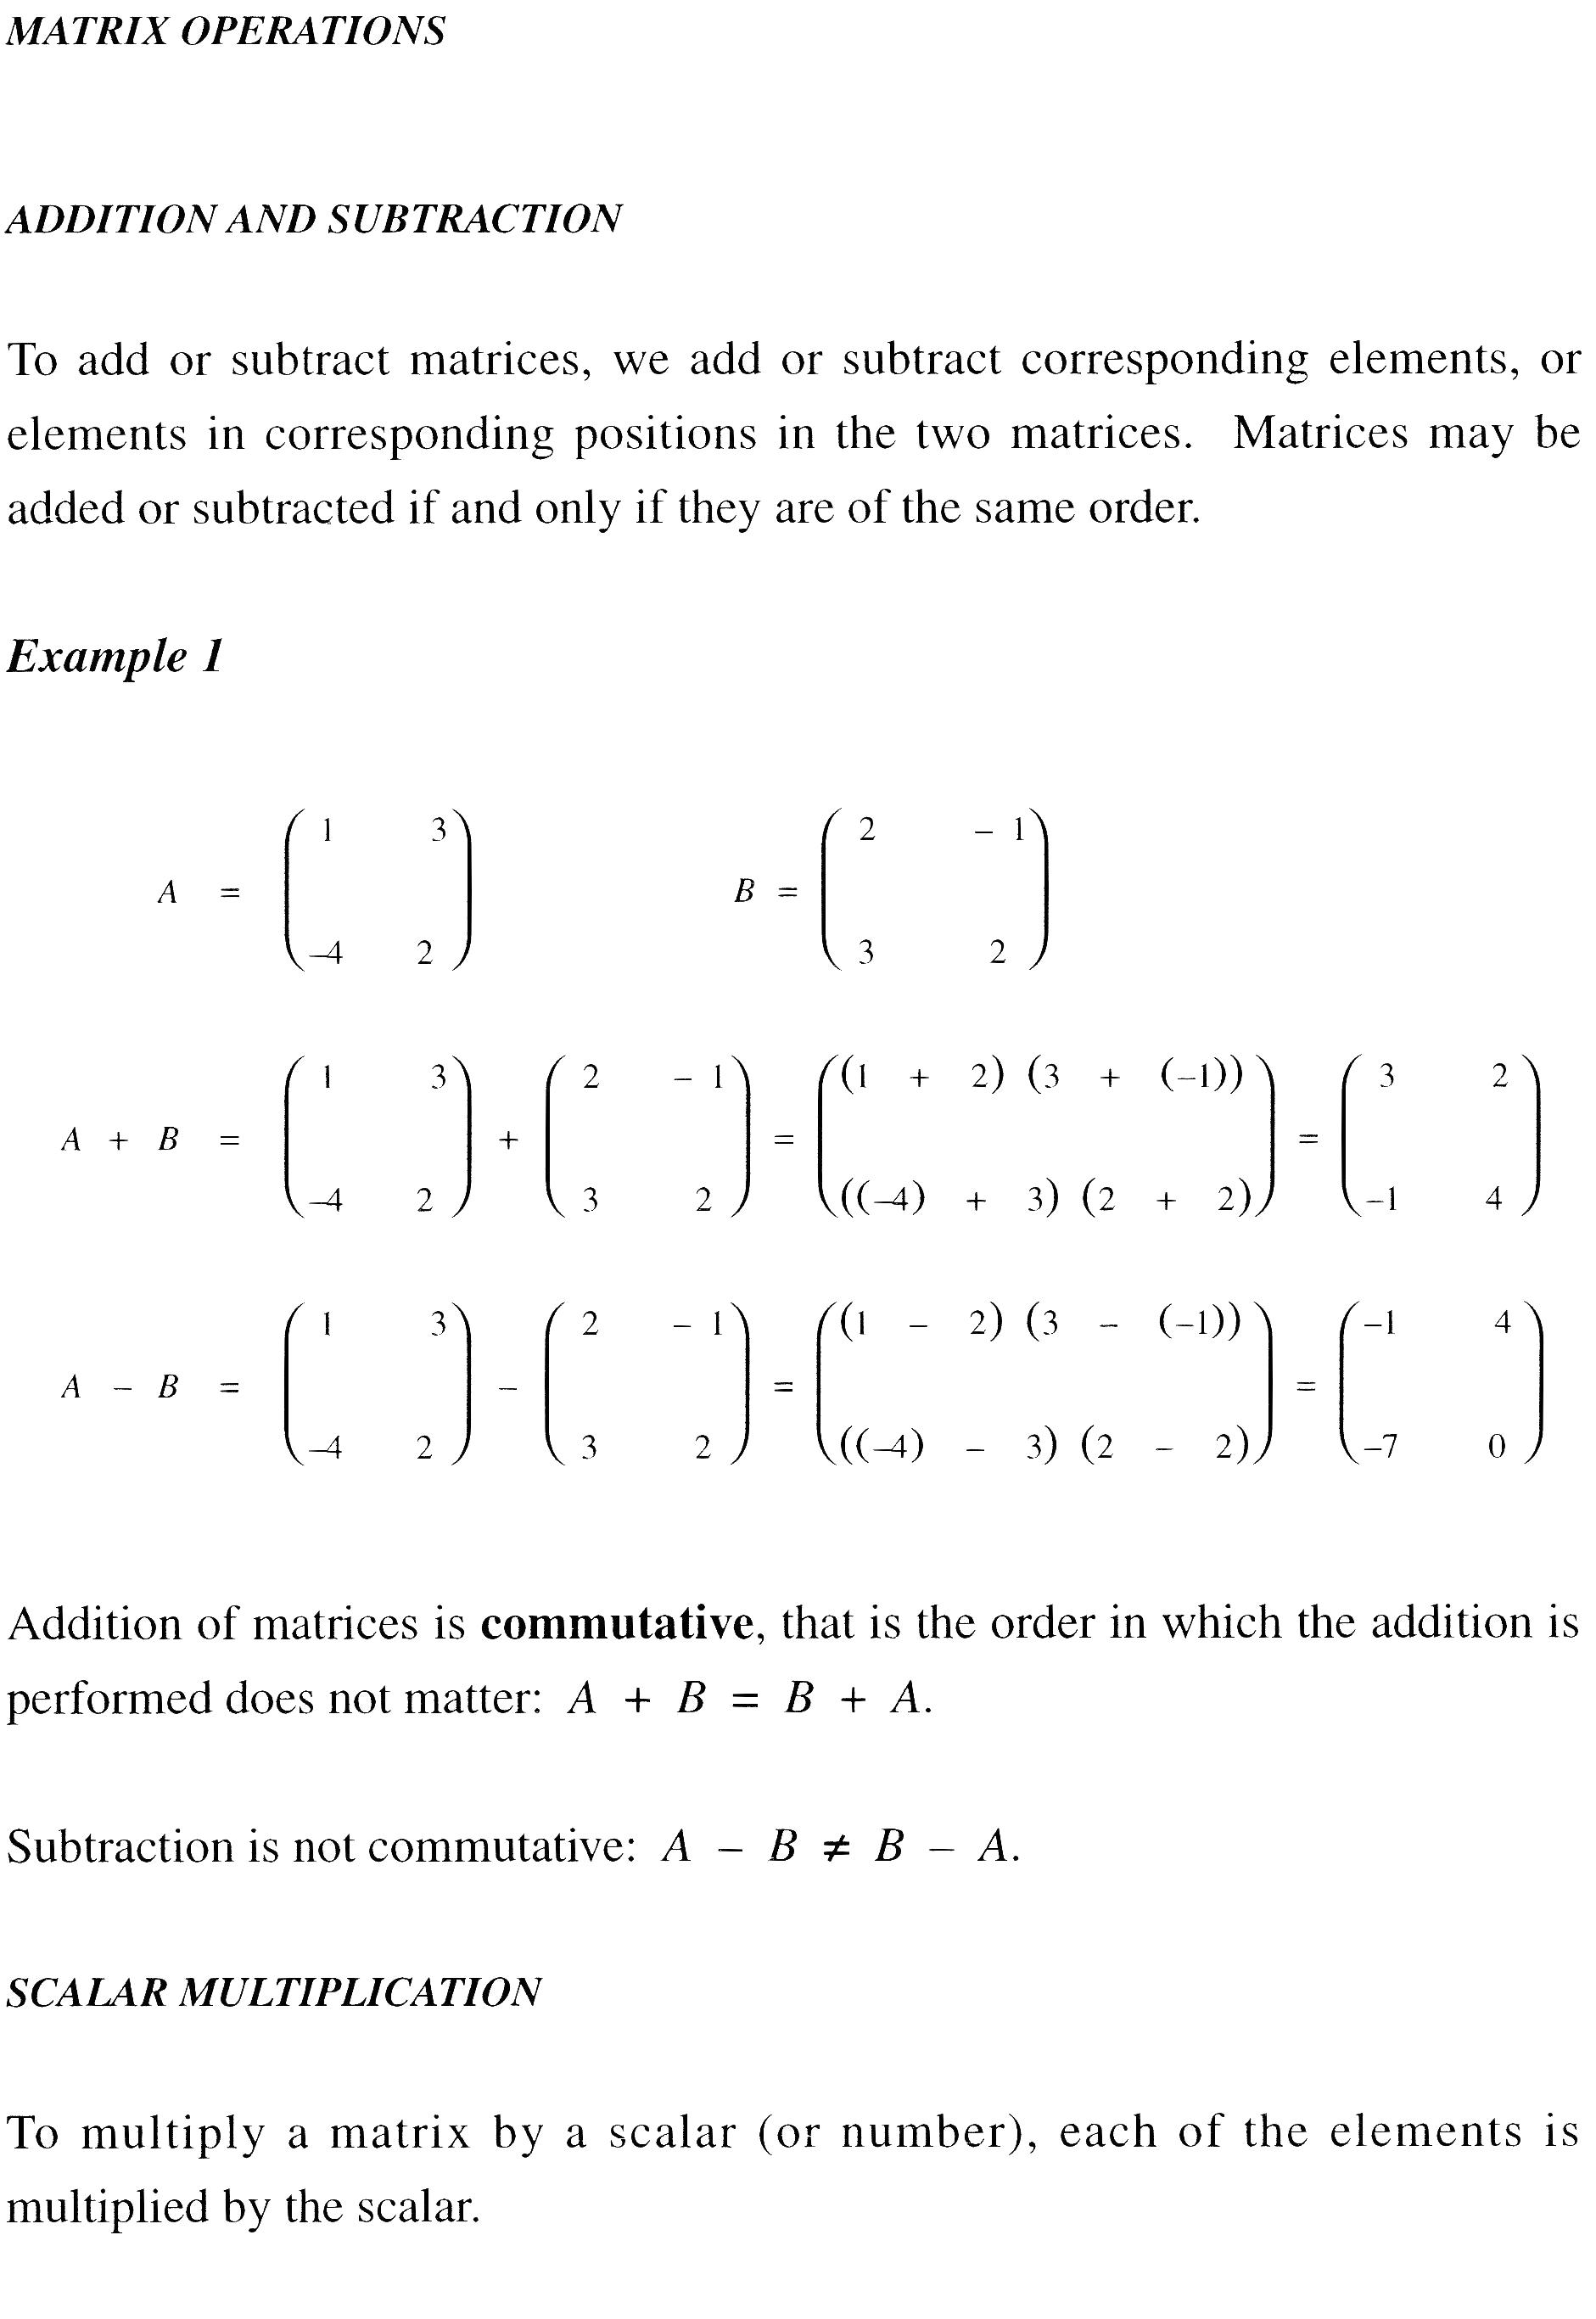 MATRIX OPERATIONS
ADDITION AND SUBTRACTION
To add or subtract matrices, we add or subtract corresponding elements, or
elements in corresponding positions in the two matrices. Matrices may be
added or subtracted if and only if they are of the same order.
Example 1
1 3 2 – 1
A = B =
–4 2 3 2
1 3 2 – 1 (1 + 2) (3 + (–1)) 3 2
A + B = + = =
–4 2 3 2 ((–4) + 3) (2 + 2) –1 4
1 3 2 – 1 (1 – 2) (3 – (–1)) –1 4
A – B = – = =
–4 2 3 2 ((–4) – 3) (2 – 2) –7 0
Addition of matrices is commutative, that is the order in which the addition is
performed does not matter: A + B = B + A.
Subtraction is not commutative: A – B ≠ B – A.
SCALAR MULTIPLICATION
To multiply a matrix by a scalar (or number), each of the elements is
multiplied by the scalar.